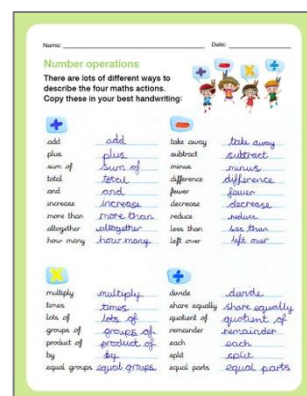 Name: Date:
Number operations
There are lots of different ways to
describe the four maths actions.
Copy these in your best handwriting:
+ - x ÷
+
add add
plus plus
sum of sum of
total total
and and
increase increase
more than more than
altogether altogether
how many how many
-
take away take away
subtract subtract
minus minus
difference difference
fewer fewer
decrease decrease
reduce reduce
less than less than
left over left over
x
multiply multiply
times times
lots of lots of
groups of groups of
product of product of
by by
equal groups equal groups
÷
divide divide
share equally share equally
quotient of quotient of
remainder remainder
each each
split split
equal parts equal parts